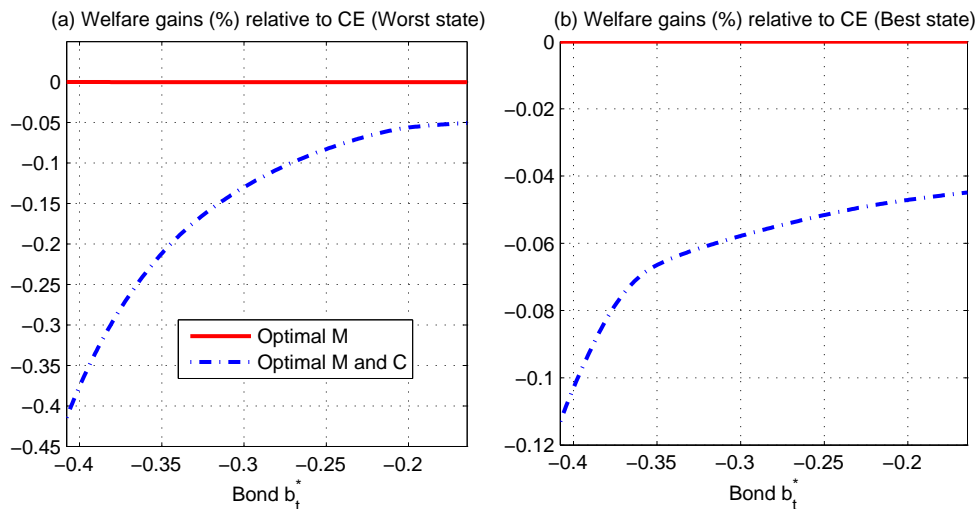 (a) Welfare gains (%) relative to CE (Worst state)
0
−0.05
−0.1
−0.15
−0.2
−0.25
−0.3
−0.35
−0.4
−0.45
−0.4 −0.35 −0.3 −0.25 −0.2
Bond b*t
Optimal M
Optimal M and C
(b) Welfare gains (%) relative to CE (Best state)
0
−0.02
−0.04
−0.06
−0.08
−0.1
−0.12
−0.4 −0.35 −0.3 −0.25 −0.2
Bond b*t